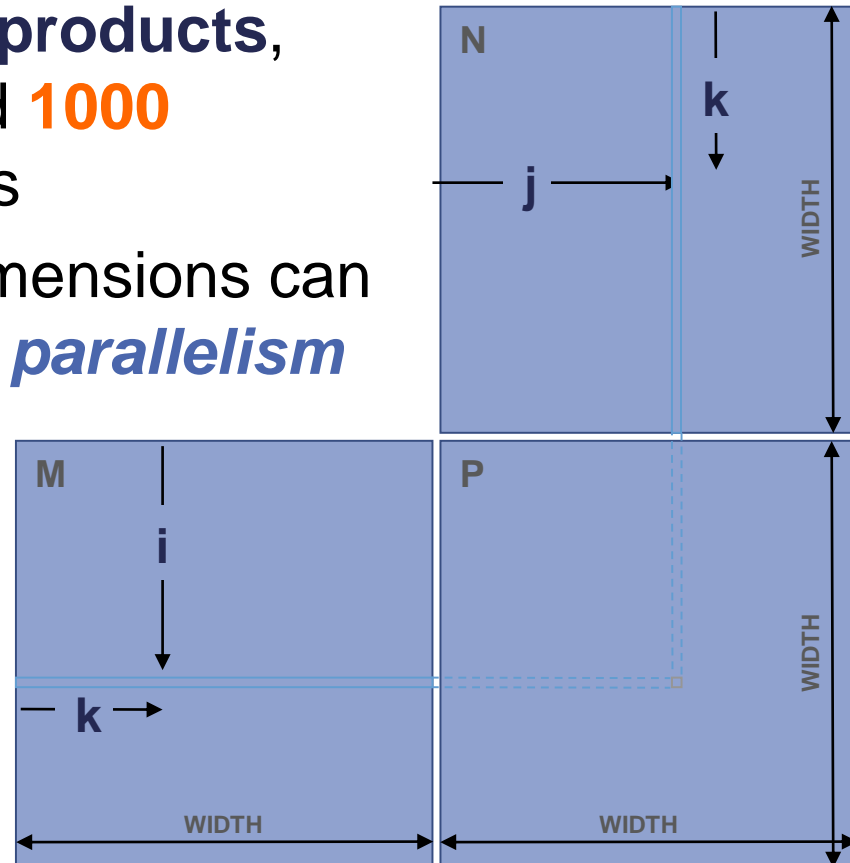 products,
1000
s
mensions can
parallelism
N
k
j
WIDTH
M
i
k
WIDTH
P
WIDTH
WIDTH